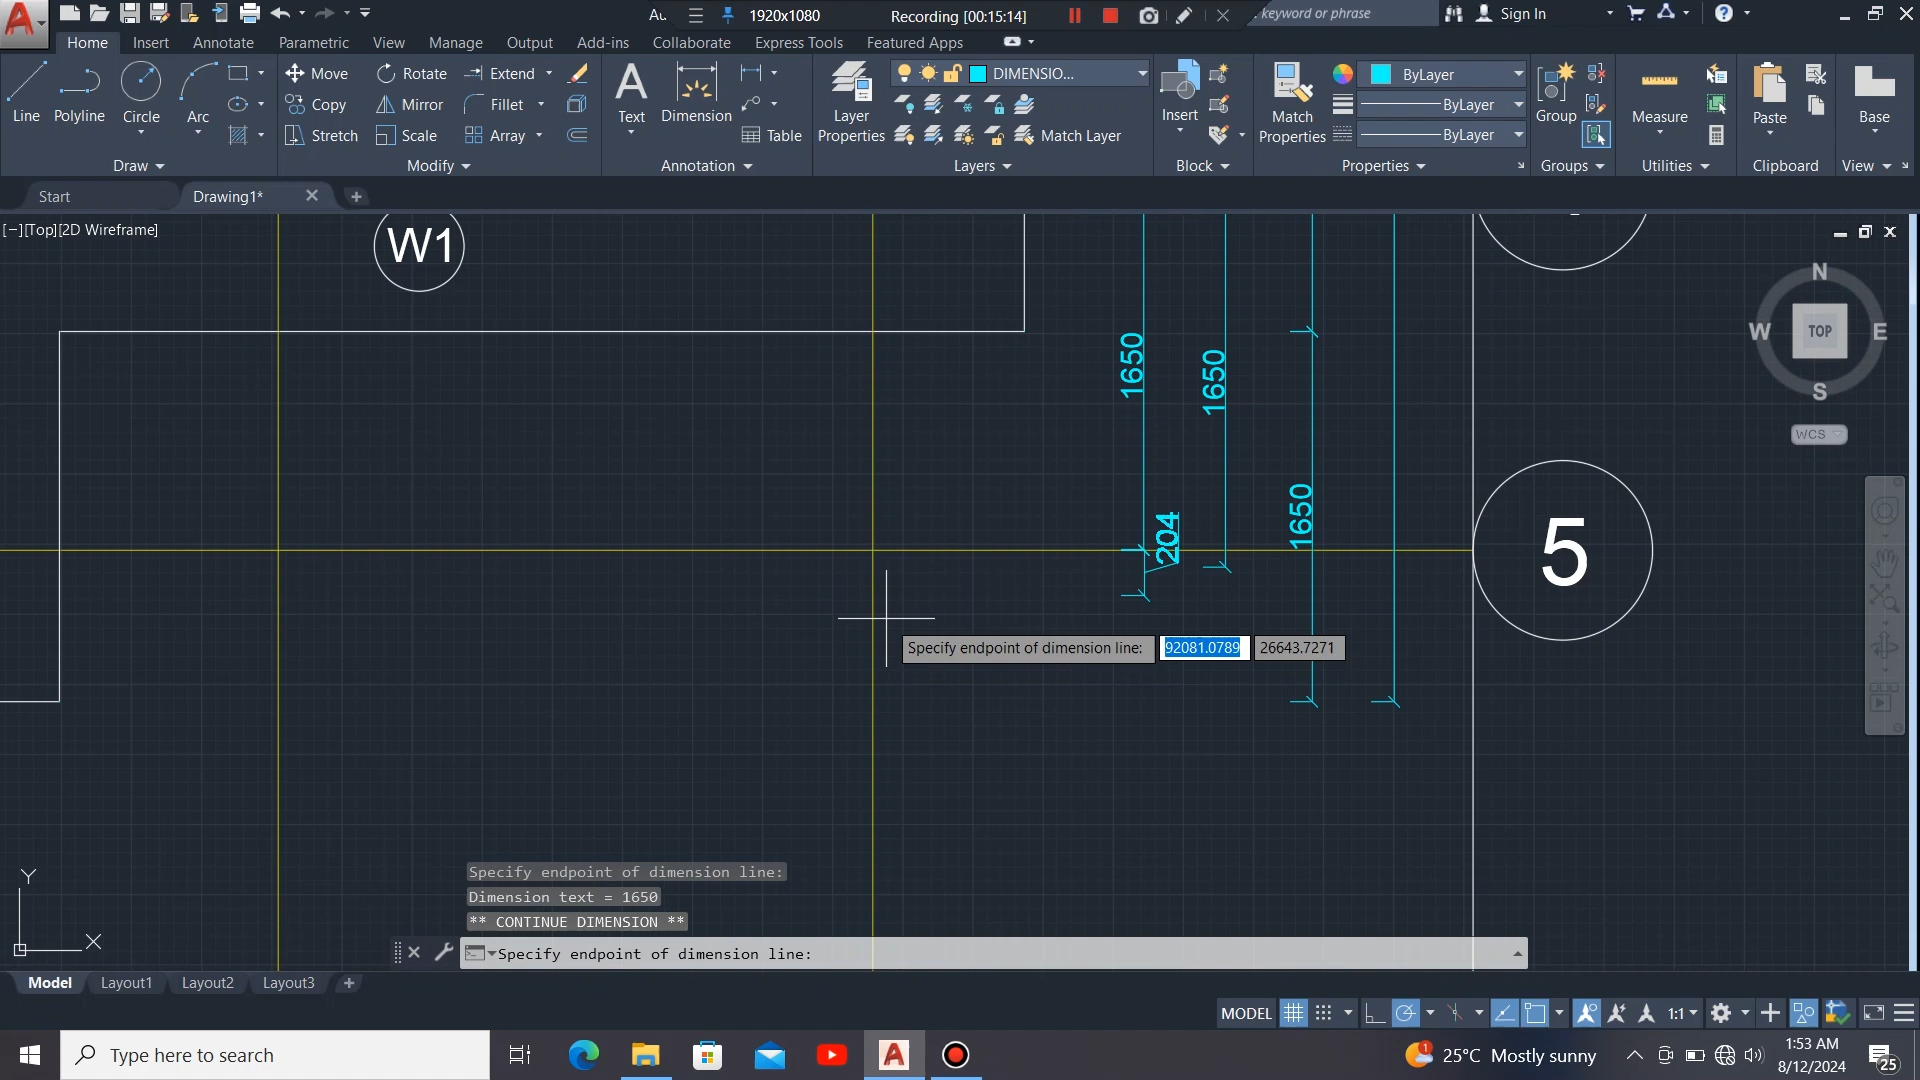 Au
1920x1080
Recording [00:15:14]
keyword or phrase
Sign In
Home Insert Annotate Parametric View Manage Output Add-ins Collaborate Express Tools Featured Apps
Line
Polyline
Circle
Arc
Draw
Move
Rotate
Extend
Copy
Mirror
Fillet
Stretch
Scale
Array
Modify
Text
Dimension
Table
Annotation
Layer
Properties
DIMENSIO...
Match Layer
Layers
Insert
Block
Match
Properties
ByLayer
ByLayer
ByLayer
Properties
Group
Groups
Measure
Utilities
Paste
Clipboard
Base
View
Start
Drawing1*
[−][Top][2D Wireframe]
W1
1650
1650
1650
204
5
N
W
TOP
E
S
WCS
Specify endpoint of dimension line: 92081.0789 26643.7271
Specify endpoint of dimension line:
Dimension text = 1650
** CONTINUE DIMENSION **
Specify endpoint of dimension line:
Y
X
Model Layout1 Layout2 Layout3
MODEL
1:1
Type here to search
25°C Mostly sunny
1:53 AM
8/12/2024
25